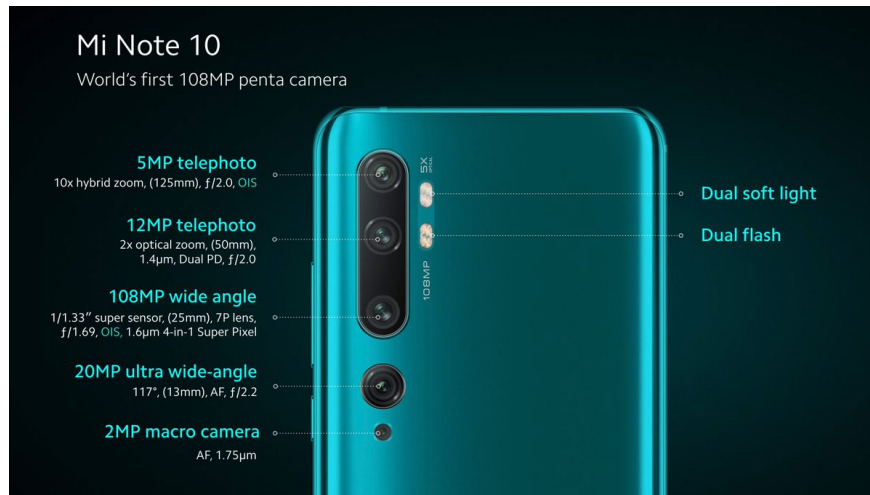 Mi Note 10
World's first 108MP penta camera
5MP telephoto
10x hybrid zoom, (125mm), ƒ/2.0, OIS
12MP telephoto
2x optical zoom, (50mm),
1.4μm, Dual PD, ƒ/2.0
108MP wide angle
1/1.33″ super sensor, (25mm), 7P lens,
ƒ/1.69, OIS, 1.6μm 4-in-1 Super Pixel
20MP ultra wide-angle
117°, (13mm), AF, ƒ/2.2
2MP macro camera
AF, 1.75μm
5X
OPTICAL
108MP
Dual soft light
Dual flash